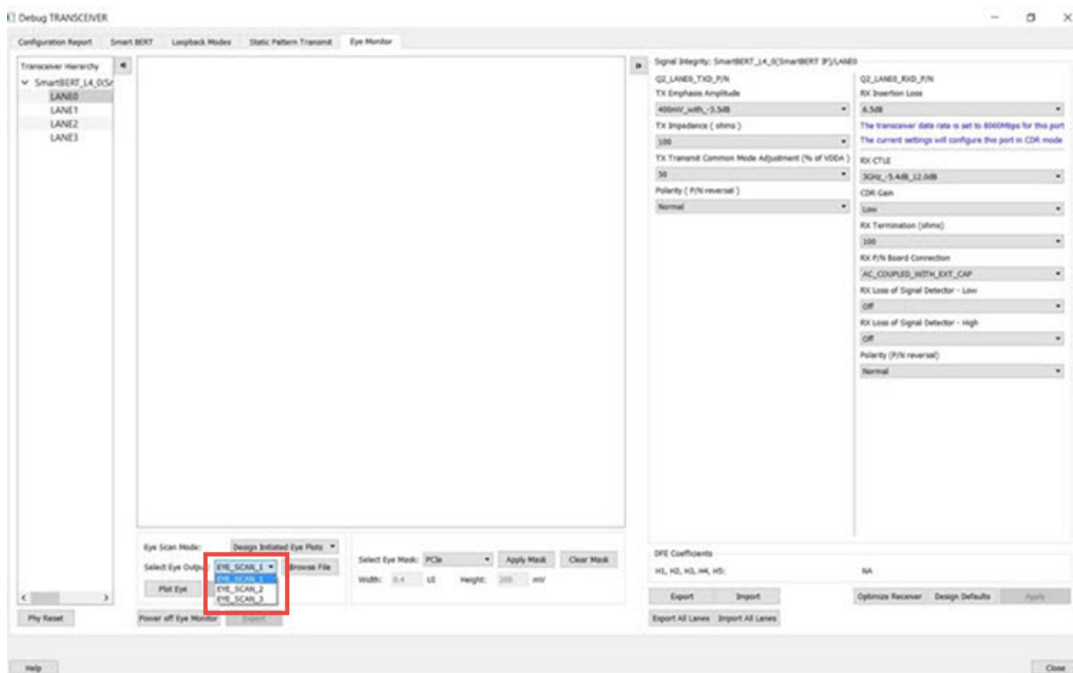 Debug TRANSCEIVER
Configuration Report Smart BERT Loopback Modes Static Pattern Transmit Eye Monitor
Transceiver Hierarchy
SmartBERT_L4_0(Sr
LANE0
LANE1
LANE2
LANE3
Phy Reset
Eye Scan Mode: Design Initiated Eye Plots
Select Eye Output: EYE_SCAN_1 Browse File
EYE_SCAN_1
EYE_SCAN_2
EYE_SCAN_3
Plot Eye
Power off Eye Monitor Export
Select Eye Mask: PCIe Apply Mask Clear Mask
Width: 0.4 UI Height: 200 mV
Signal Integrity: SmartBERT_L4_0(SmartBERT IP)/LANE0
Q2_LANE0_TXD_P/N
TX Emphasis Amplitude
400mV_with_-3.5dB
TX Impedance ( ohms )
100
TX Transmit Common Mode Adjustment (% of VDDA )
50
Polarity ( P/N reversal )
Normal
Q2_LANE0_RXD_P/N
RX Insertion Loss
6.5dB
The transceiver data rate is set to 8000Mbps for this port
The current settings will configure this port in CDR mode
RX CTLE
3GHz_-5.4dB_12.0dB
CDR Gain
Low
RX Termination (ohms)
100
RX P/N Board Connection
AC_COUPLED_WITH_EXT_CAP
RX Loss of Signal Detector - Low
Off
RX Loss of Signal Detector - High
Off
Polarity (P/N reversal)
Normal
DFE Coefficients
H1, H2, H3, H4, H5: NA
Export Import Optimize Receiver Design Defaults Apply
Export All Lanes Import All Lanes
Help Close